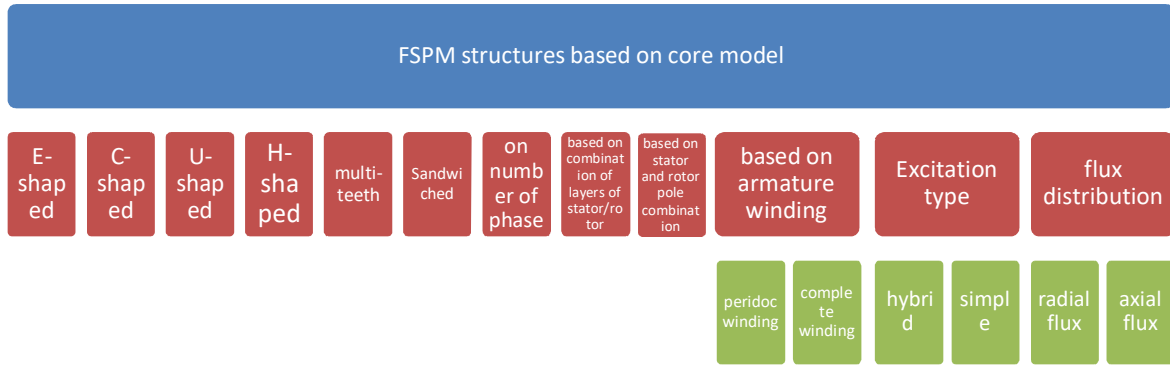 FSPM structures based on core model
E-
shap
ed
C-
shap
ed
U-
shap
ed
H-
sha
ped
multi-
teeth
Sandwi
ched
on
numb
er of
phase
based on
combinat
ion of
layers of
stator/ro
tor
based on
stator
and rotor
pole
combinat
ion
based on
armature
winding
Excitation
type
flux
distribution
peridoc
winding
comple
te
winding
hybri
d
simpl
e
radial
flux
axial
flux